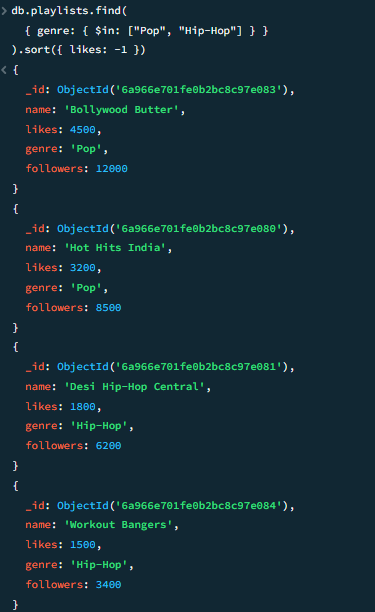 > db.playlists.find(
{ genre: { $in: ["Pop", "Hip-Hop"] } }
).sort({ likes: -1 })
< {
_id: ObjectId('6a966e701fe0b2bc8c97e083'),
name: 'Bollywood Butter',
likes: 4500,
genre: 'Pop',
followers: 12000
}
{
_id: ObjectId('6a966e701fe0b2bc8c97e080'),
name: 'Hot Hits India',
likes: 3200,
genre: 'Pop',
followers: 8500
}
{
_id: ObjectId('6a966e701fe0b2bc8c97e081'),
name: 'Desi Hip-Hop Central',
likes: 1800,
genre: 'Hip-Hop',
followers: 6200
}
{
_id: ObjectId('6a966e701fe0b2bc8c97e084'),
name: 'Workout Bangers',
likes: 1500,
genre: 'Hip-Hop',
followers: 3400
}